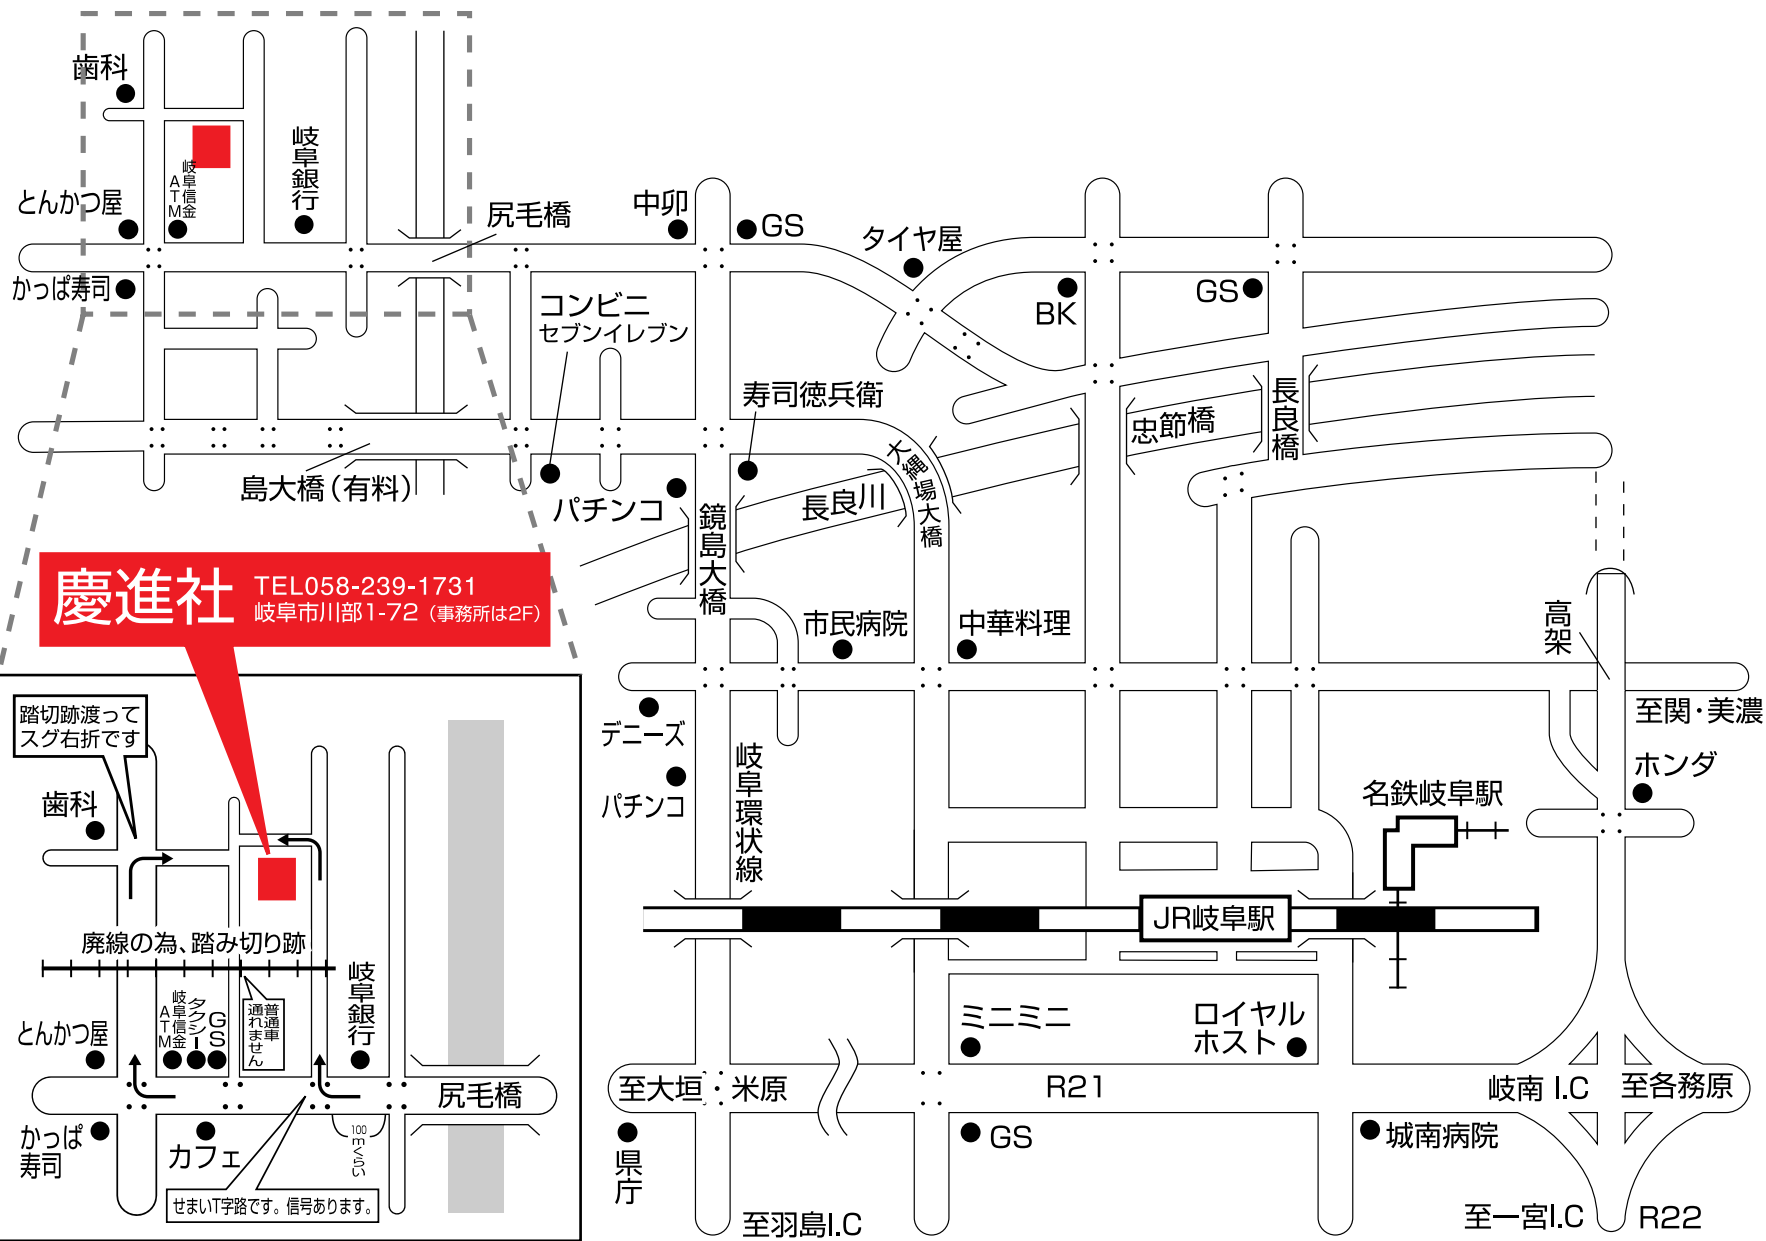 歯科
岐阜銀行
岐阜信金
ATM
とんかつ屋
かっぱ寿司
尻毛橋
中卯
GS
タイヤ屋
BK
GS
コンビニ
セブンイレブン
寿司徳兵衛
忠節橋
長良橋
大縄場大橋
島大橋(有料)
パチンコ
長良川
鏡島大橋
慶進社
TEL058-239-1731
岐阜市川部1-72(事務所は2F)
市民病院
中華料理
高架
至関・美濃
デニーズ
パチンコ
岐阜環状線
ホンダ
名鉄岐阜駅
JR岐阜駅
ミニミニ
ロイヤル
ホスト
至大垣・米原
R21
岐南 I.C
至各務原
県庁
GS
城南病院
至羽島I.C
至一宮I.C
R22
踏切跡渡って
スグ右折です
歯科
廃線の為、踏み切り跡
岐阜信金
ATM
タクシー
GS
普通車
通れません
岐阜銀行
とんかつ屋
尻毛橋
かっぱ
寿司
カフェ
100mくらい
せまいT字路です。信号あります。